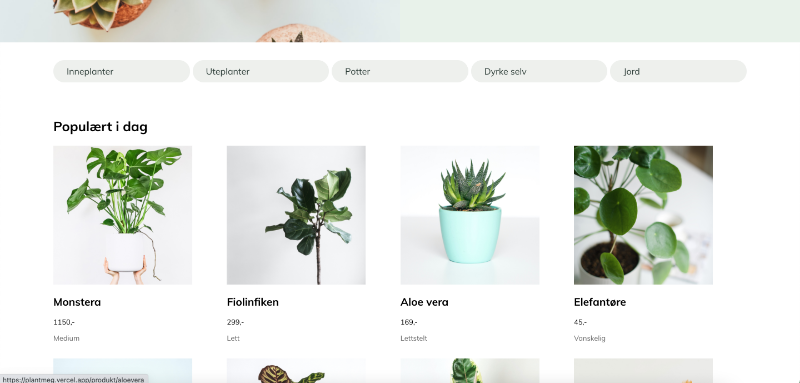 Inneplanter
Uteplanter
Potter
Dyrke selv
Jord
Populært i dag
Monstera
Fiolinfiken
Aloe vera
Elefantøre
1150,-
299,-
169,-
45,-
Medium
Lett
Lettstelt
Vanskelig
https://plantmeg.vercel.app/produkt/aloevera